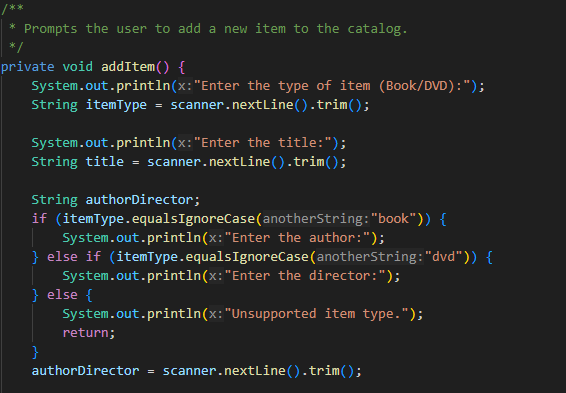 /**
 * Prompts the user to add a new item to the catalog.
 */
private void addItem() {
    System.out.println(x:"Enter the type of item (Book/DVD):");
    String itemType = scanner.nextLine().trim();

    System.out.println(x:"Enter the title:");
    String title = scanner.nextLine().trim();

    String authorDirector;
    if (itemType.equalsIgnoreCase(anotherString:"book")) {
        System.out.println(x:"Enter the author:");
    } else if (itemType.equalsIgnoreCase(anotherString:"dvd")) {
        System.out.println(x:"Enter the director:");
    } else {
        System.out.println(x:"Unsupported item type.");
        return;
    }
    authorDirector = scanner.nextLine().trim();